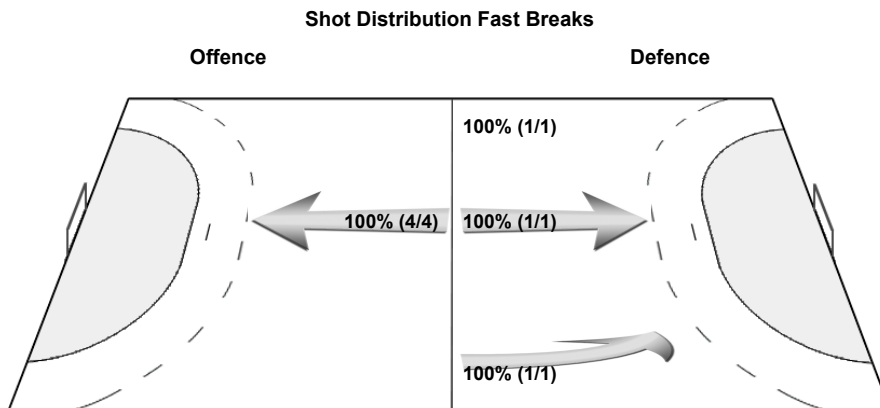 Shot Distribution Fast Breaks
Offence Defence
100% (1/1)
100% (4/4) 100% (1/1)
100% (1/1)